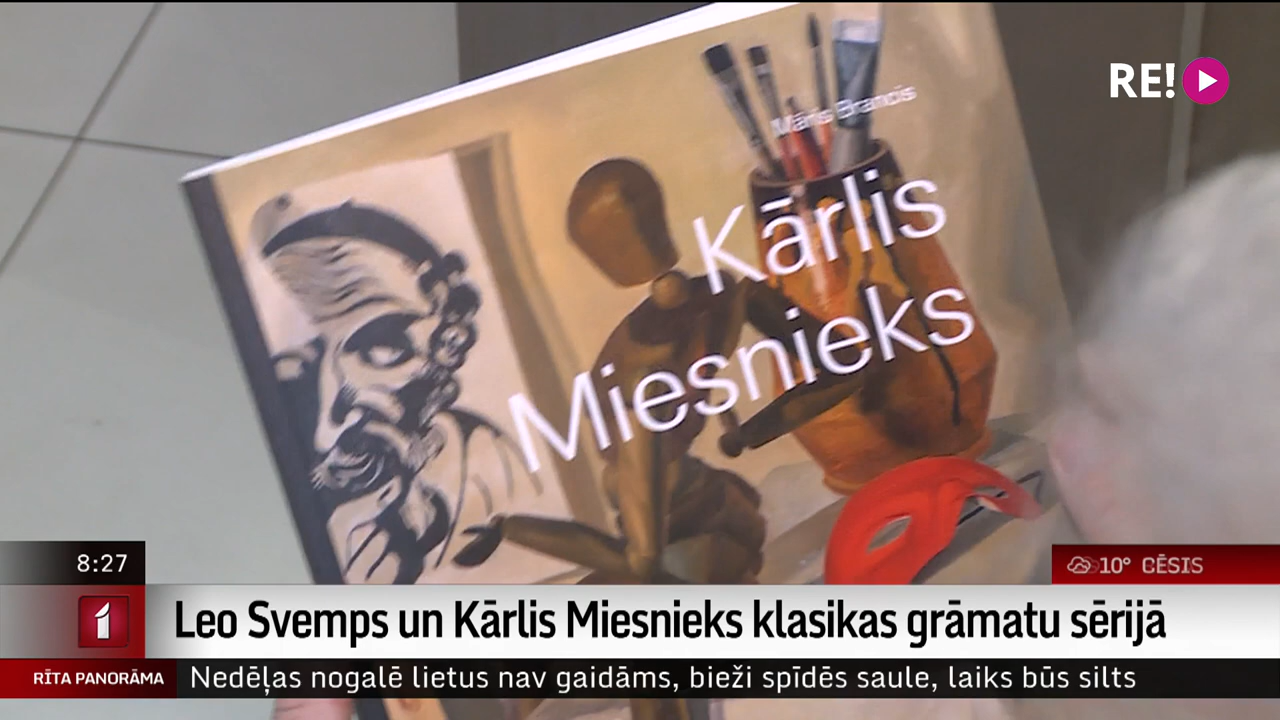 RE!
Māris Brancis
Kārlis
Miesnieks
8:27
10° CĒSIS
1
Leo Svemps un Kārlis Miesnieks klasikas grāmatu sērijā
RĪTA PANORĀMA
Nedēļas nogalē lietus nav gaidāms, bieži spīdēs saule, laiks būs silts